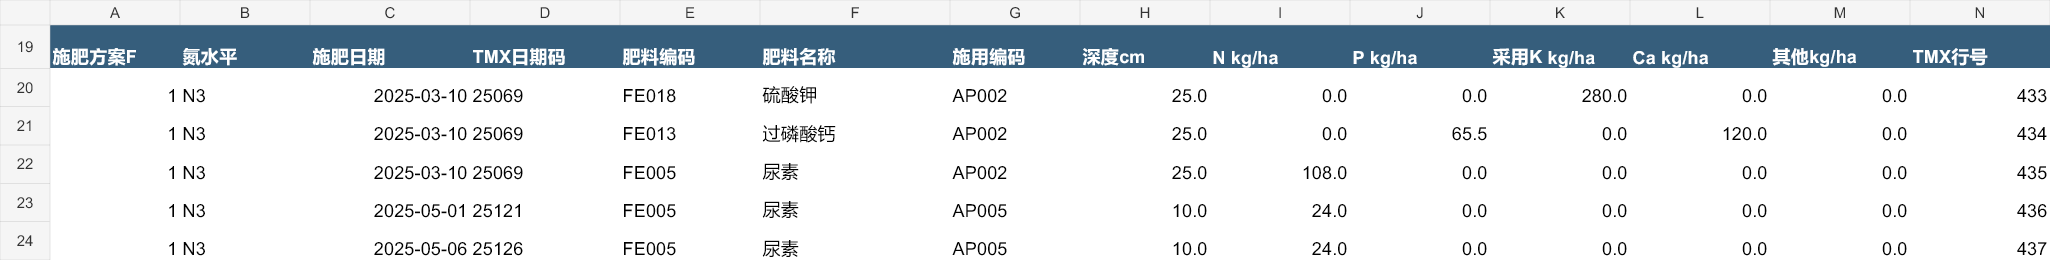 A B C D E F G H I J K L M N
19 施肥方案F 氮水平 施肥日期 TMX日期码 肥料编码 肥料名称 施用编码 深度cm N kg/ha P kg/ha 采用K kg/ha Ca kg/ha 其他kg/ha TMX行号
20 1 N3 2025-03-10 25069 FE018 硫酸钾 AP002 25.0 0.0 0.0 280.0 0.0 0.0 433
21 1 N3 2025-03-10 25069 FE013 过磷酸钙 AP002 25.0 0.0 65.5 0.0 120.0 0.0 434
22 1 N3 2025-03-10 25069 FE005 尿素 AP002 25.0 108.0 0.0 0.0 0.0 0.0 435
23 1 N3 2025-05-01 25121 FE005 尿素 AP005 10.0 24.0 0.0 0.0 0.0 0.0 436
24 1 N3 2025-05-06 25126 FE005 尿素 AP005 10.0 24.0 0.0 0.0 0.0 0.0 437